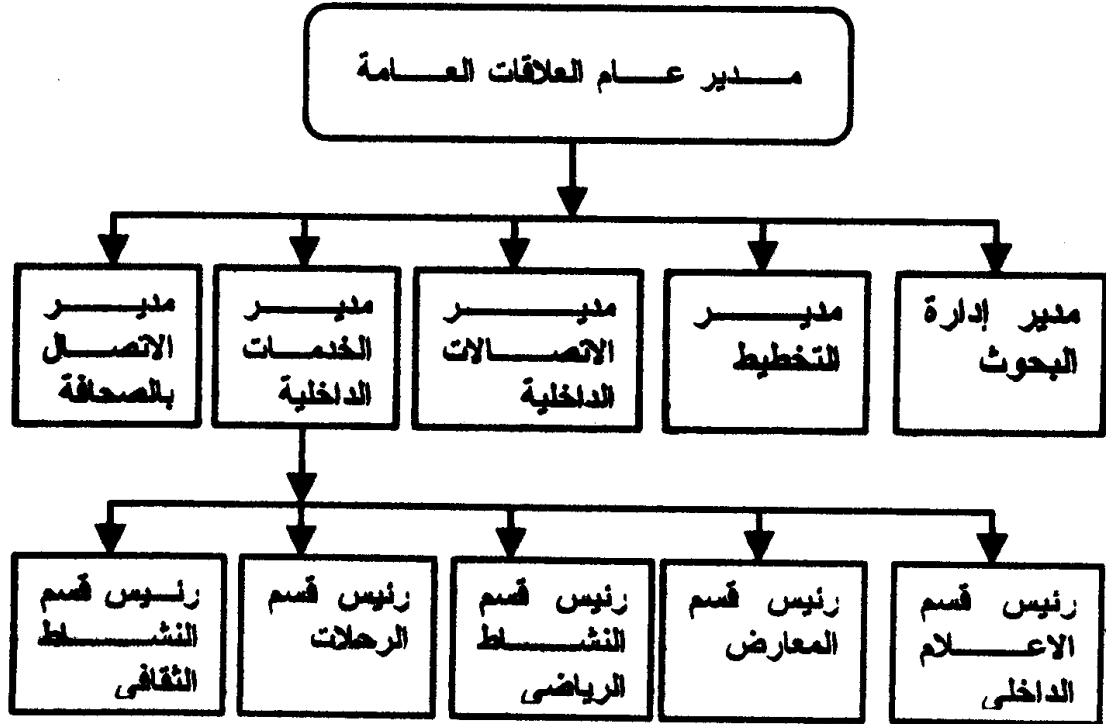 مدير عام العلاقات العامة
مدير إدارة
البحوث
مدير
التخطيط
مدير
الاتصالات
الداخلية
مدير
الخدمات
الداخلية
مدير
الاتصال
بالصحافة
رئيس قسم
الاعلام
الداخلى
رئيس قسم
المعارض
رئيس قسم
النشاط
الرياضى
رئيس قسم
الرحلات
رئيس قسم
النشاط
الثقافى